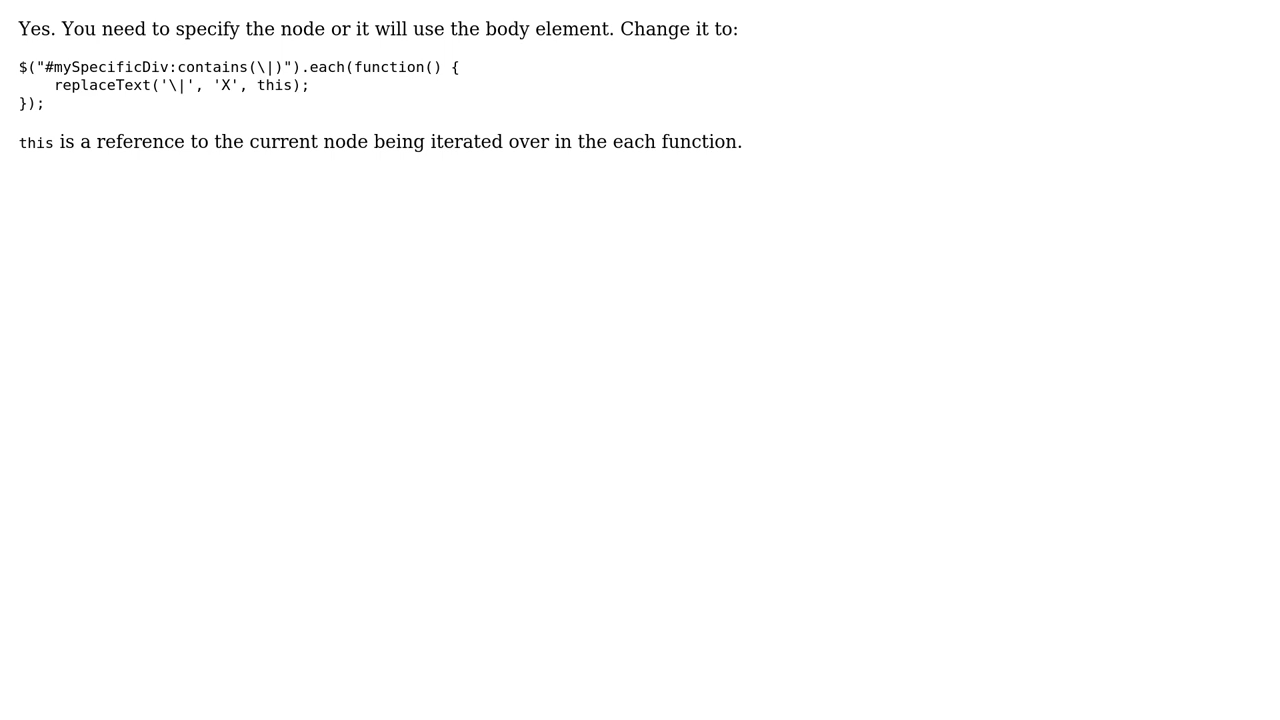 Yes. You need to specify the node or it will use the body element. Change it to:
$("#mySpecificDiv:contains(\|)").each(function() {
    replaceText('\|', 'X', this);
});
this is a reference to the current node being iterated over in the each function.